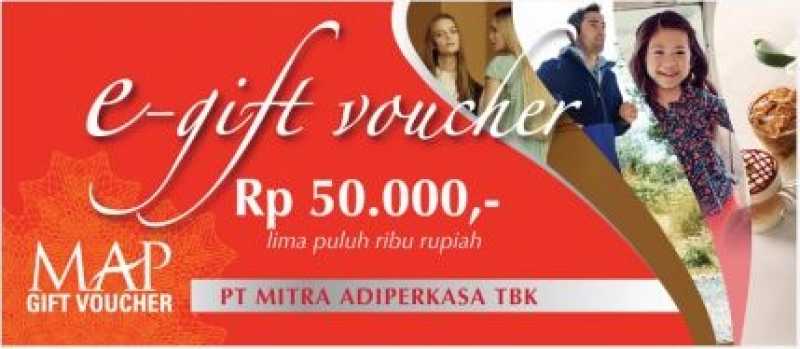 e-gift voucher
Rp 50.000,-
lima puluh ribu rupiah
MAP
GIFT VOUCHER
PT MITRA ADIPERKASA TBK